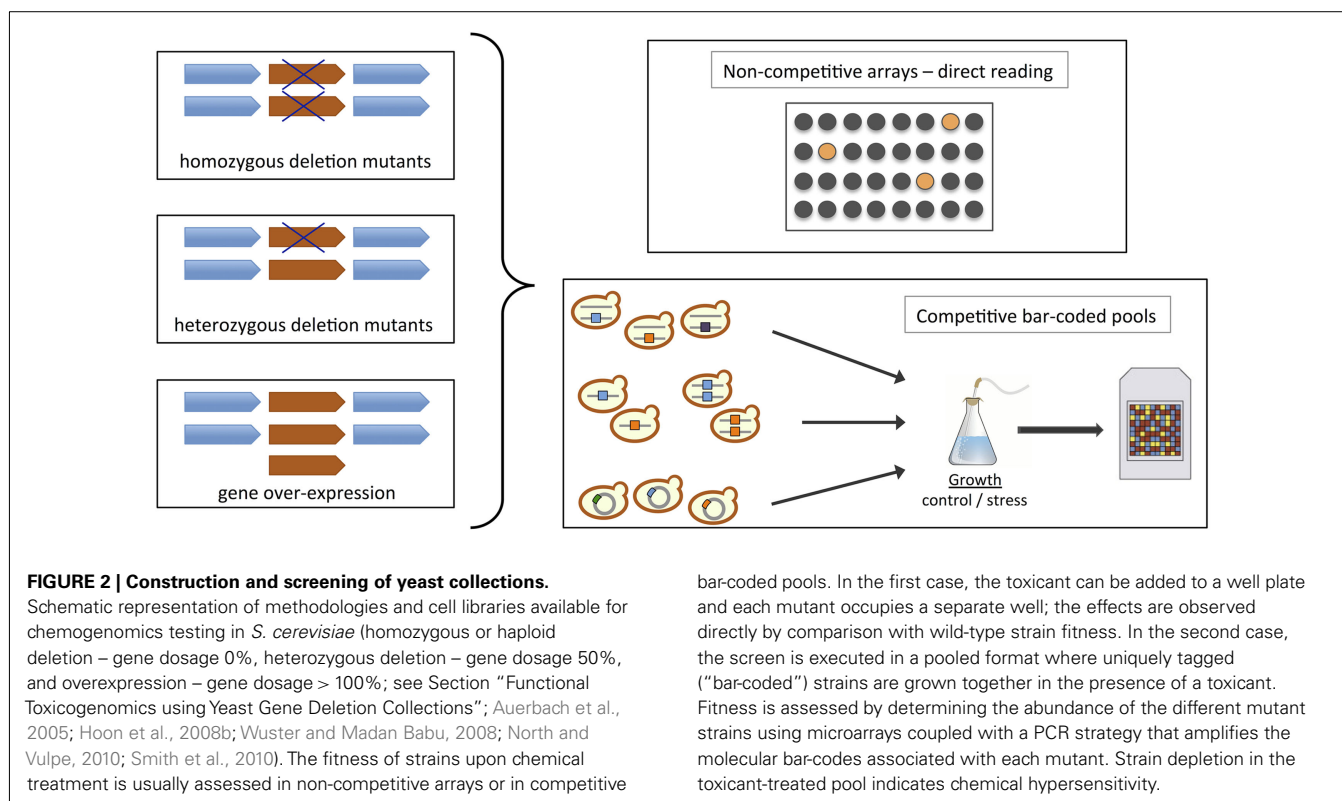 homozygous deletion mutants
heterozygous deletion mutants
gene over-expression
Non-competitive arrays – direct reading
Competitive bar-coded pools
Growth
control / stress
FIGURE 2 | Construction and screening of yeast collections.
Schematic representation of methodologies and cell libraries available for
chemogenomics testing in S. cerevisiae (homozygous or haploid
deletion – gene dosage 0%, heterozygous deletion – gene dosage 50%,
and overexpression – gene dosage > 100%; see Section “Functional
Toxicogenomics using Yeast Gene Deletion Collections”; Auerbach et al.,
2005; Hoon et al., 2008b; Wuster and Madan Babu, 2008; North and
Vulpe, 2010; Smith et al., 2010). The fitness of strains upon chemical
treatment is usually assessed in non-competitive arrays or in competitive
bar-coded pools. In the first case, the toxicant can be added to a well plate
and each mutant occupies a separate well; the effects are observed
directly by comparison with wild-type strain fitness. In the second case,
the screen is executed in a pooled format where uniquely tagged
(“bar-coded”) strains are grown together in the presence of a toxicant.
Fitness is assessed by determining the abundance of the different mutant
strains using microarrays coupled with a PCR strategy that amplifies the
molecular bar-codes associated with each mutant. Strain depletion in the
toxicant-treated pool indicates chemical hypersensitivity.